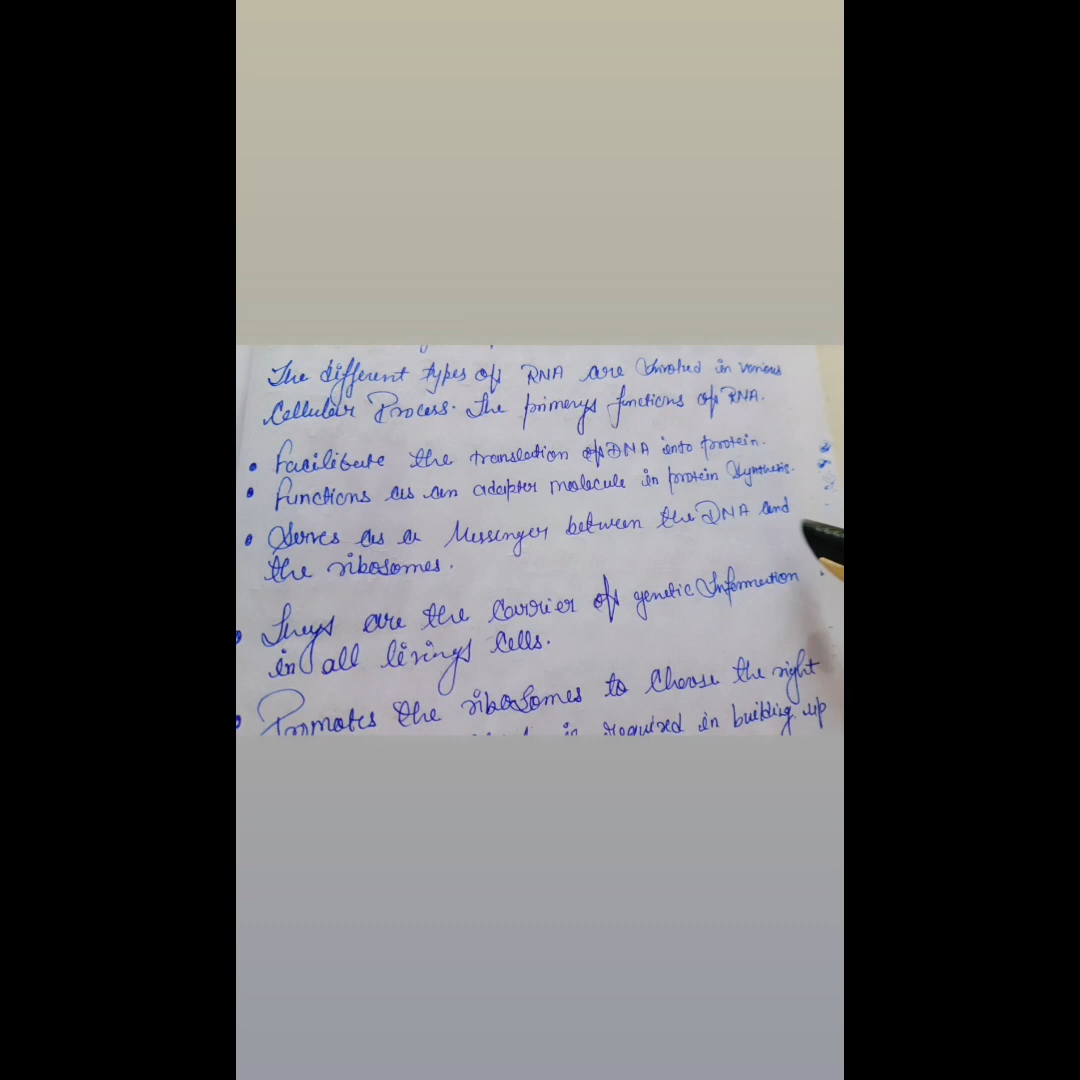 The different types of RNA are involved in various
Cellular Process. The primerys functions of RNA.
• Facilitate the translation of DNA into protein.
• functions as an adapter molecule in protein Synthesis.
• Serves as a Messenger between the DNA and
the ribosomes.
• Theys are the Carrier of genetic Information
in all livings Cells.
• Promotes the ribosomes to Choose the right
is required in building up